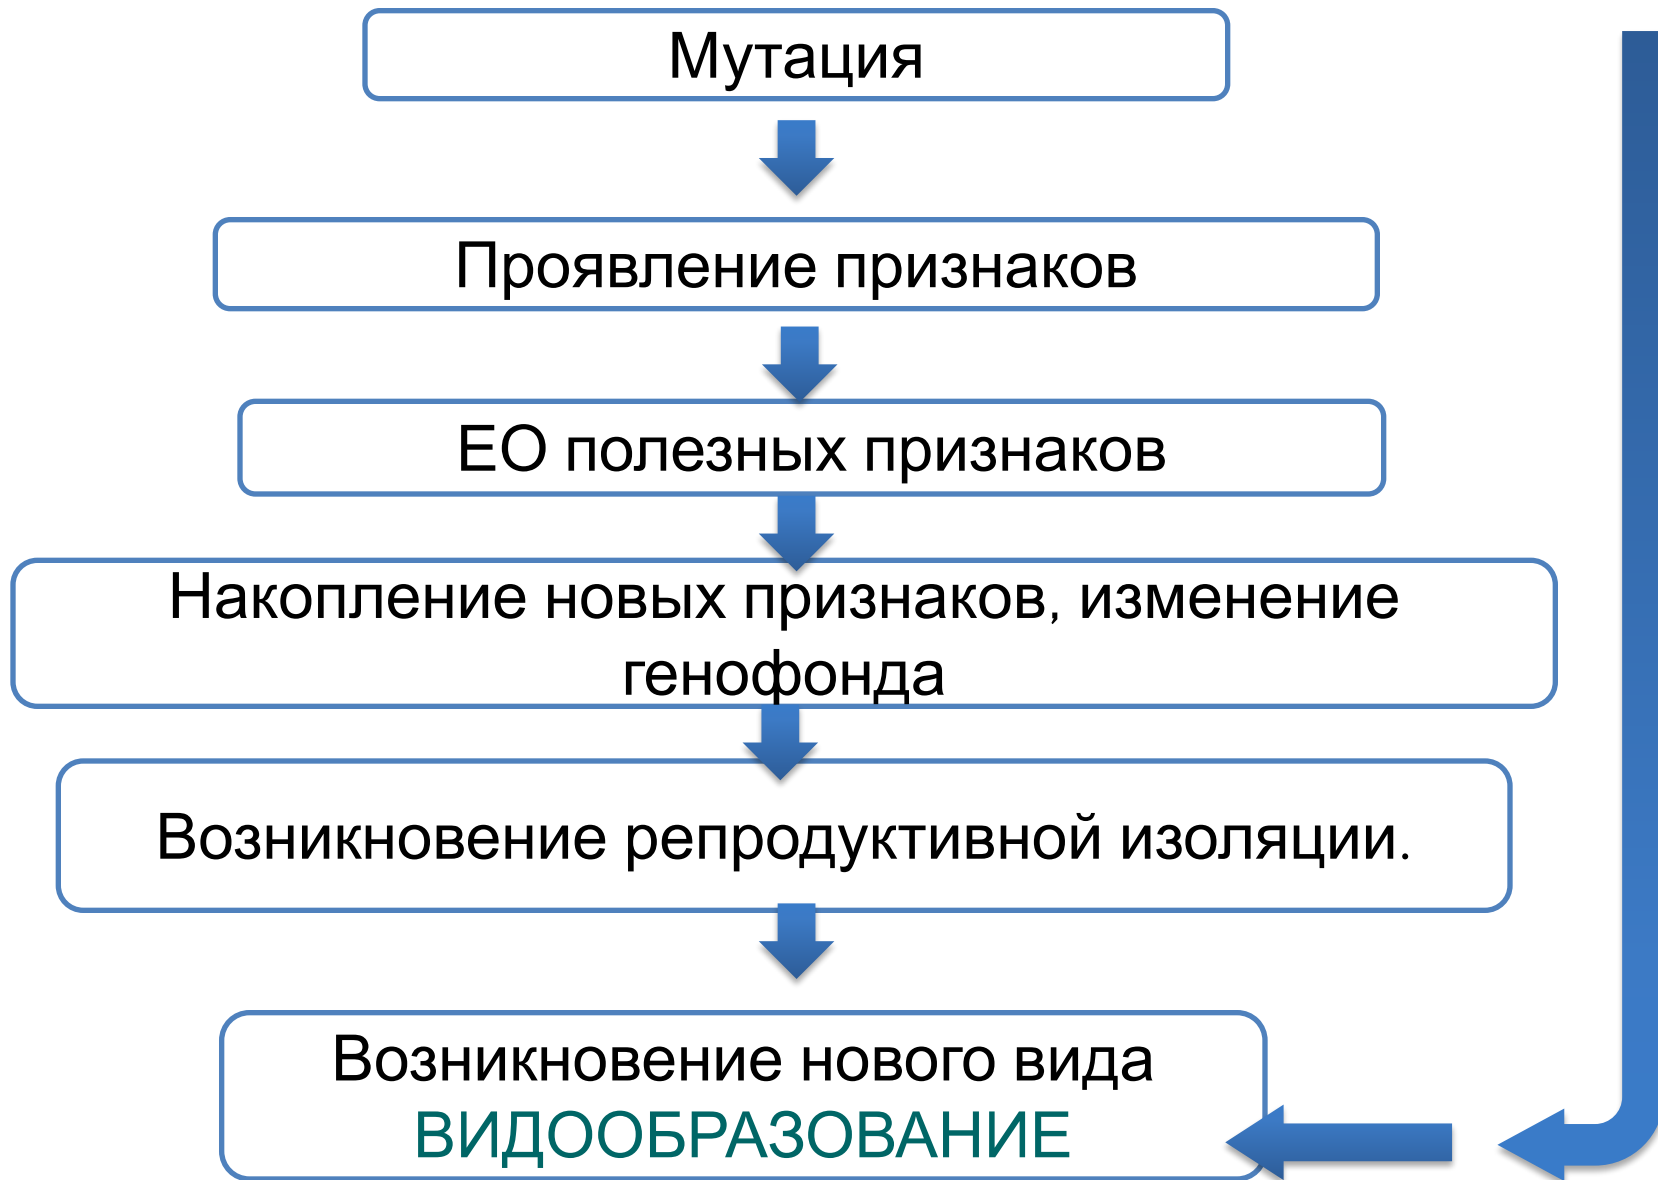 Мутация
Проявление признаков
ЕО полезных признаков
Накопление новых признаков, изменение
генофонда
Возникновение репродуктивной изоляции.
Возникновение нового вида
ВИДООБРАЗОВАНИЕ